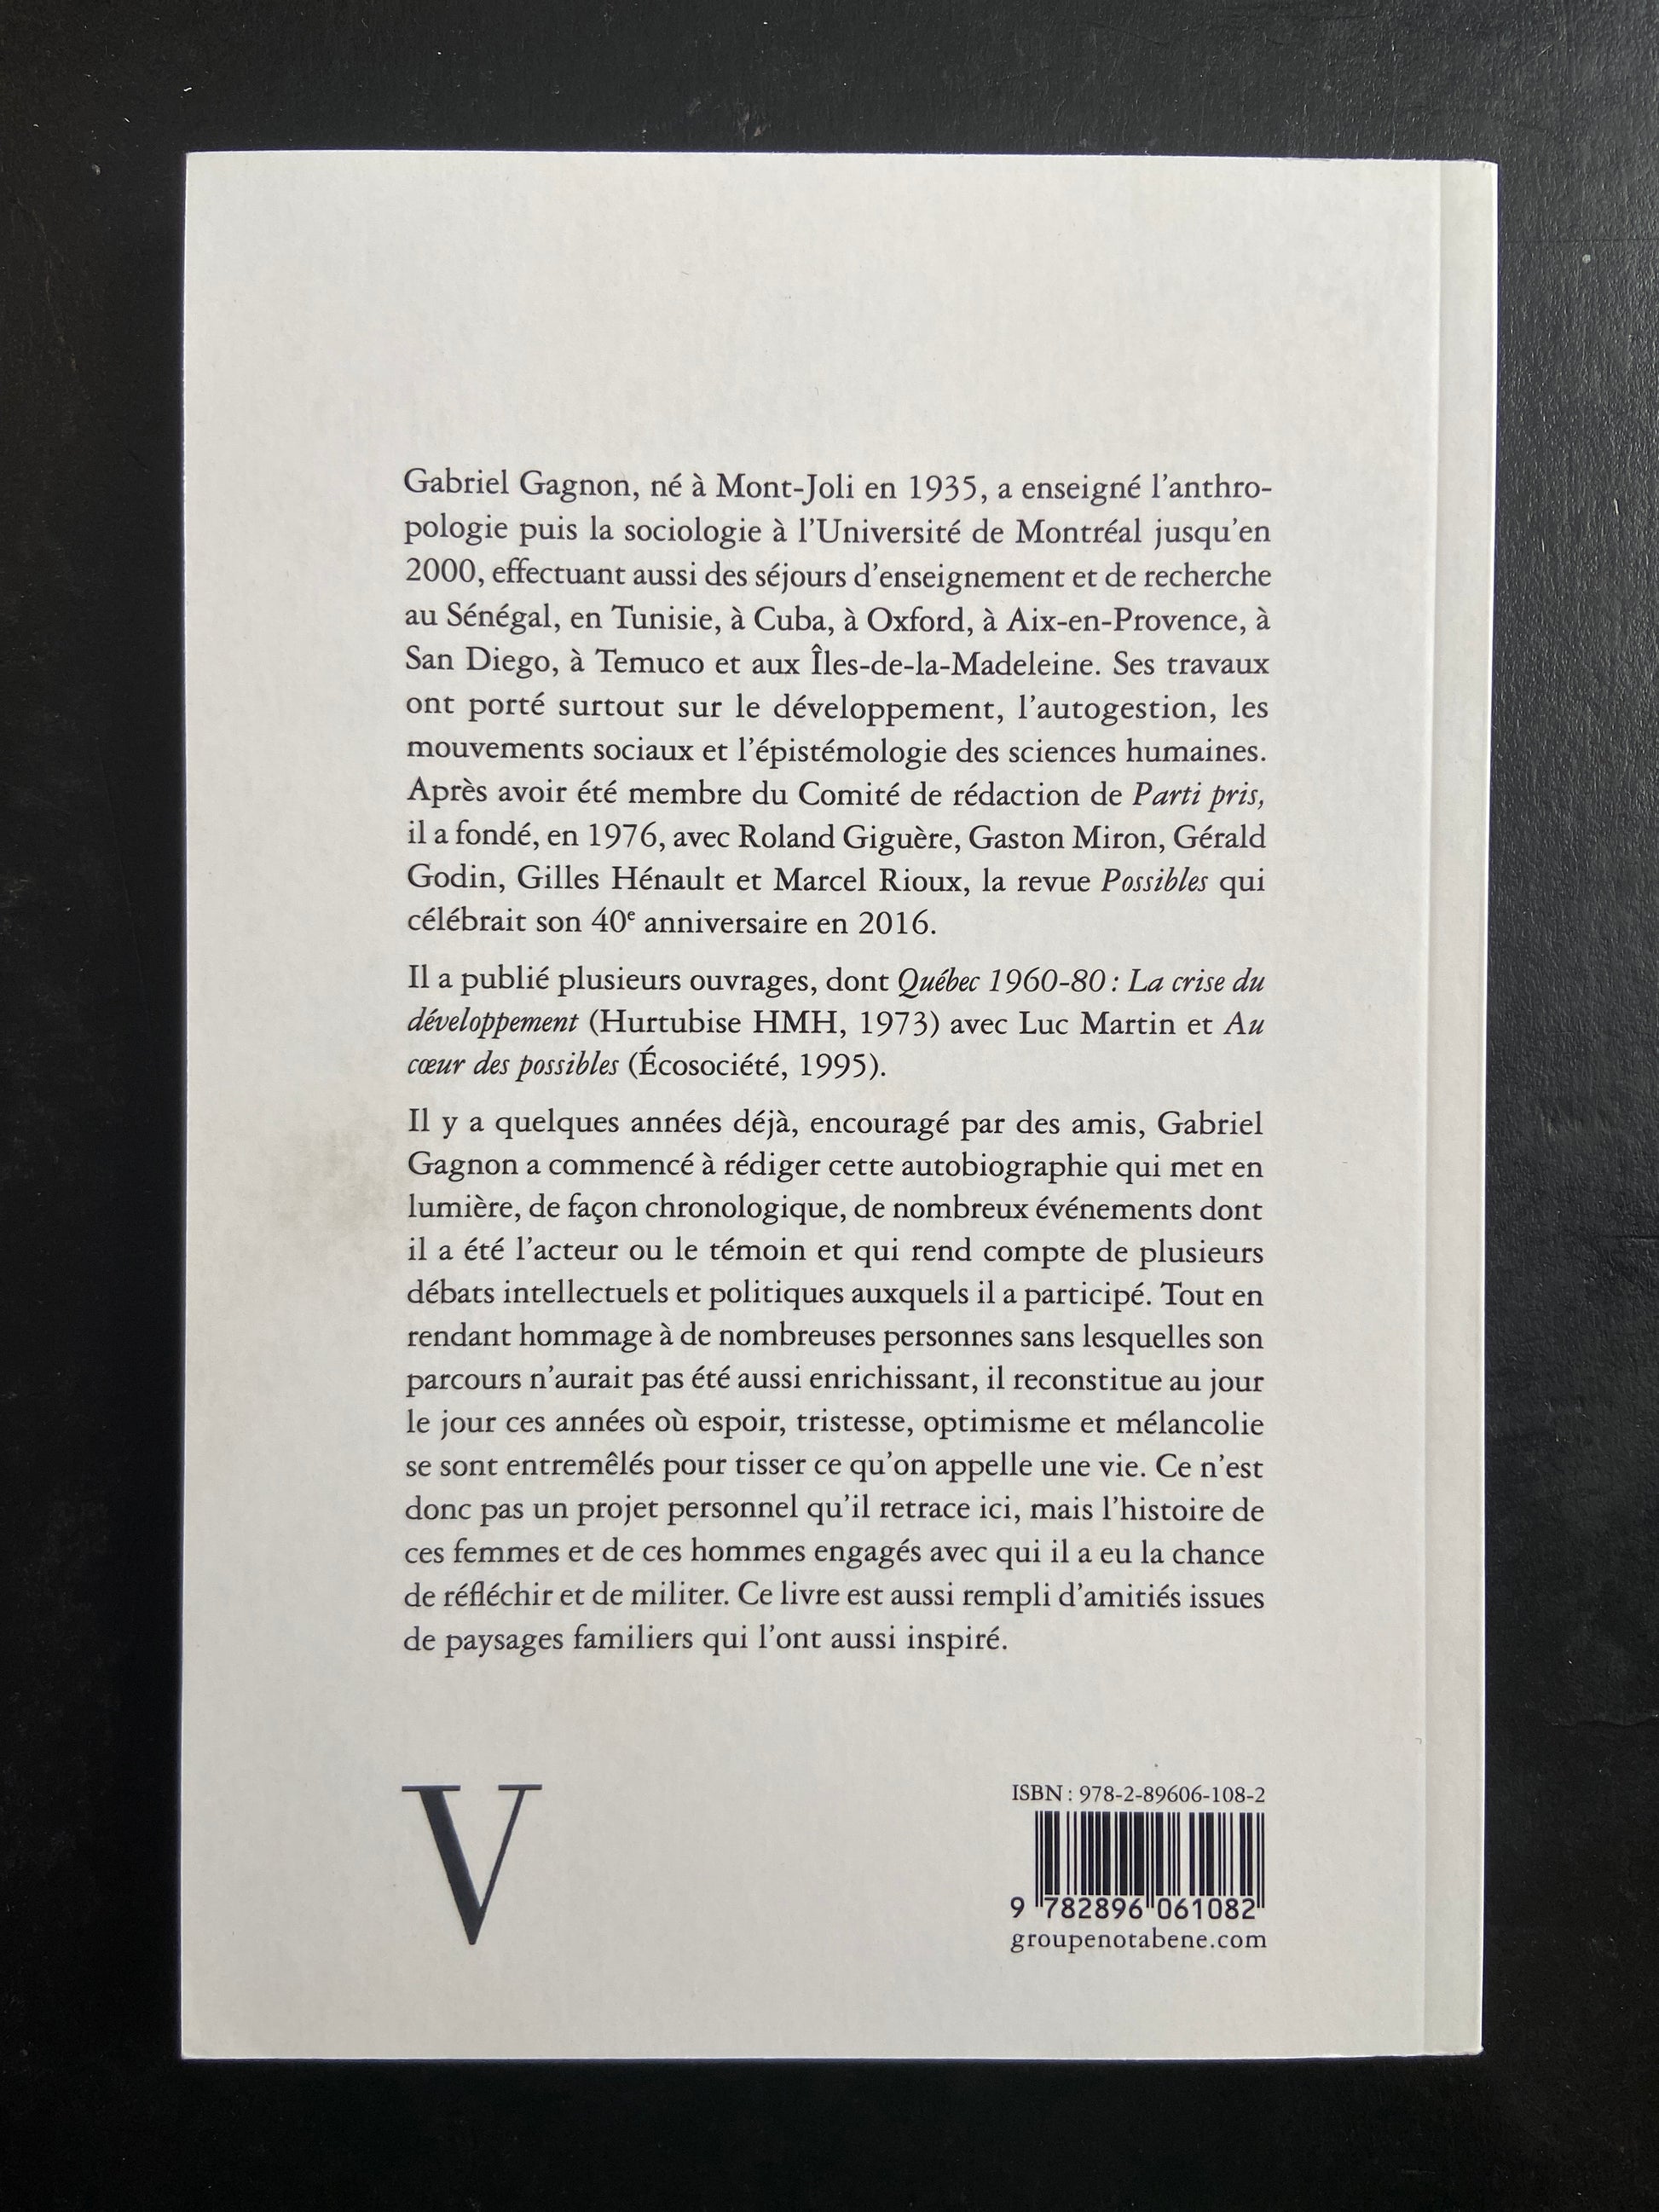 Gabriel Gagnon, né à Mont-Joli en 1935, a enseigné l'anthro-
pologie puis la sociologie à l'Université de Montréal jusqu'en
2000, effectuant aussi des séjours d'enseignement et de recherche
au Sénégal, en Tunisie, à Cuba, à Oxford, à Aix-en-Provence, à
San Diego, à Temuco et aux Îles-de-la-Madeleine. Ses travaux
ont porté surtout sur le développement, l'autogestion, les
mouvements sociaux et l'épistémologie des sciences humaines.
Après avoir été membre du Comité de rédaction de Parti pris,
il a fondé, en 1976, avec Roland Giguère, Gaston Miron, Gérald
Godin, Gilles Hénault et Marcel Rioux, la revue Possibles qui
célébrait son 40e anniversaire en 2016.
Il a publié plusieurs ouvrages, dont Québec 1960-80 : La crise du
développement (Hurtubise HMH, 1973) avec Luc Martin et Au
cœur des possibles (Écosociété, 1995).
Il y a quelques années déjà, encouragé par des amis, Gabriel
Gagnon a commencé à rédiger cette autobiographie qui met en
lumière, de façon chronologique, de nombreux événements dont
il a été l'acteur ou le témoin et qui rend compte de plusieurs
débats intellectuels et politiques auxquels il a participé. Tout en
rendant hommage à de nombreuses personnes sans lesquelles son
parcours n'aurait pas été aussi enrichissant, il reconstitue au jour
le jour ces années où espoir, tristesse, optimisme et mélancolie
se sont entremêlés pour tisser ce qu'on appelle une vie. Ce n'est
donc pas un projet personnel qu'il retrace ici, mais l'histoire de
ces femmes et de ces hommes engagés avec qui il a eu la chance
de réfléchir et de militer. Ce livre est aussi rempli d'amitiés issues
de paysages familiers qui l'ont aussi inspiré.
V
ISBN : 978-2-89606-108-2
9 782896 061082
groupenotabene.com